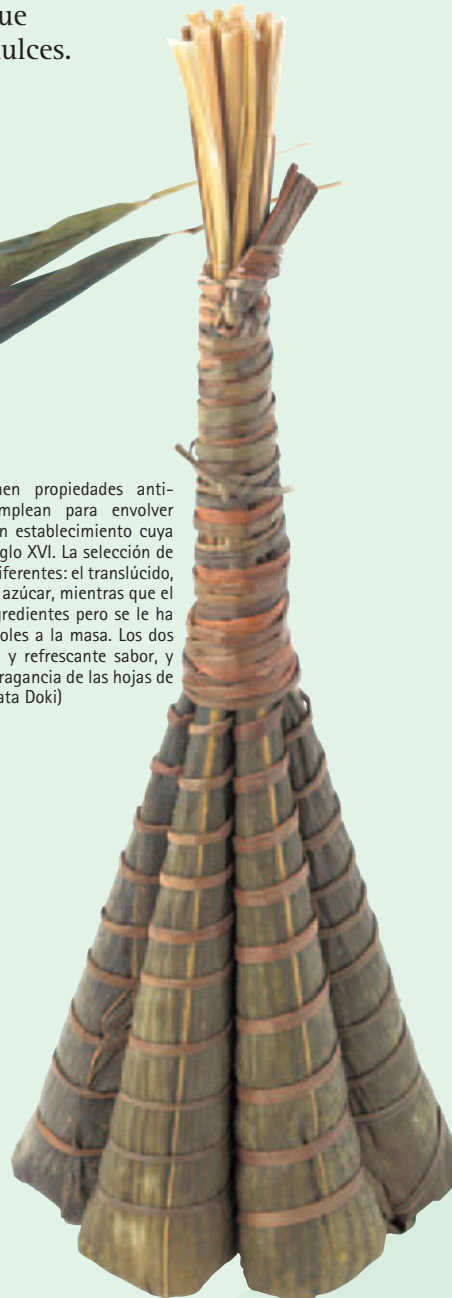 ue
ulces.
nen propiedades anti-
mplean para envolver
n establecimiento cuya
glo XVI. La selección de
iferentes: el translúcido,
azúcar, mientras que el
gredientes pero se le ha
oles a la masa. Los dos
y refrescante sabor, y
ragancia de las hojas de
ata Doki)